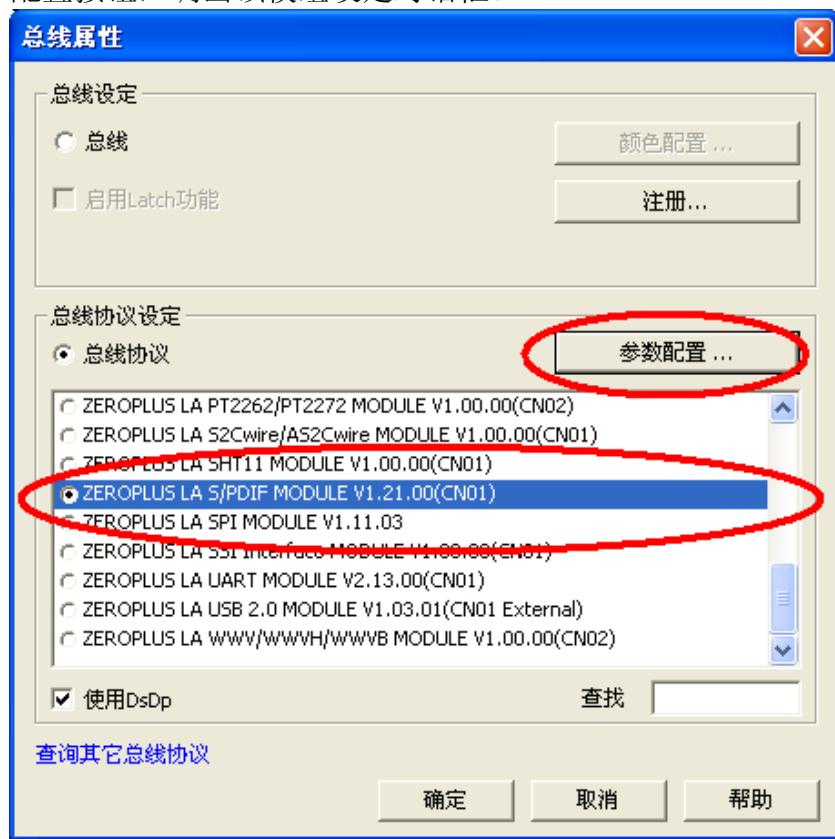 总线属性
总线设定
总线
颜色配置 ...
启用Latch功能
注册...
总线协议设定
总线协议
参数配置 ...
ZEROPLUS LA PT2262/PT2272 MODULE V1.00.00(CN02)
ZEROPLUS LA S2Cwire/AS2Cwire MODULE V1.00.00(CN01)
ZEROPLUS LA SHT11 MODULE V1.00.00(CN01)
ZEROPLUS LA S/PDIF MODULE V1.21.00(CN01)
ZEROPLUS LA SPI MODULE V1.11.03
ZEROPLUS LA SSI Interface MODULE V1.00.00(CN01)
ZEROPLUS LA UART MODULE V2.13.00(CN01)
ZEROPLUS LA USB 2.0 MODULE V1.03.01(CN01 External)
ZEROPLUS LA WWV/WWVH/WWVB MODULE V1.00.00(CN02)
使用DsDp
查找
查询其它总线协议
确定
取消
帮助